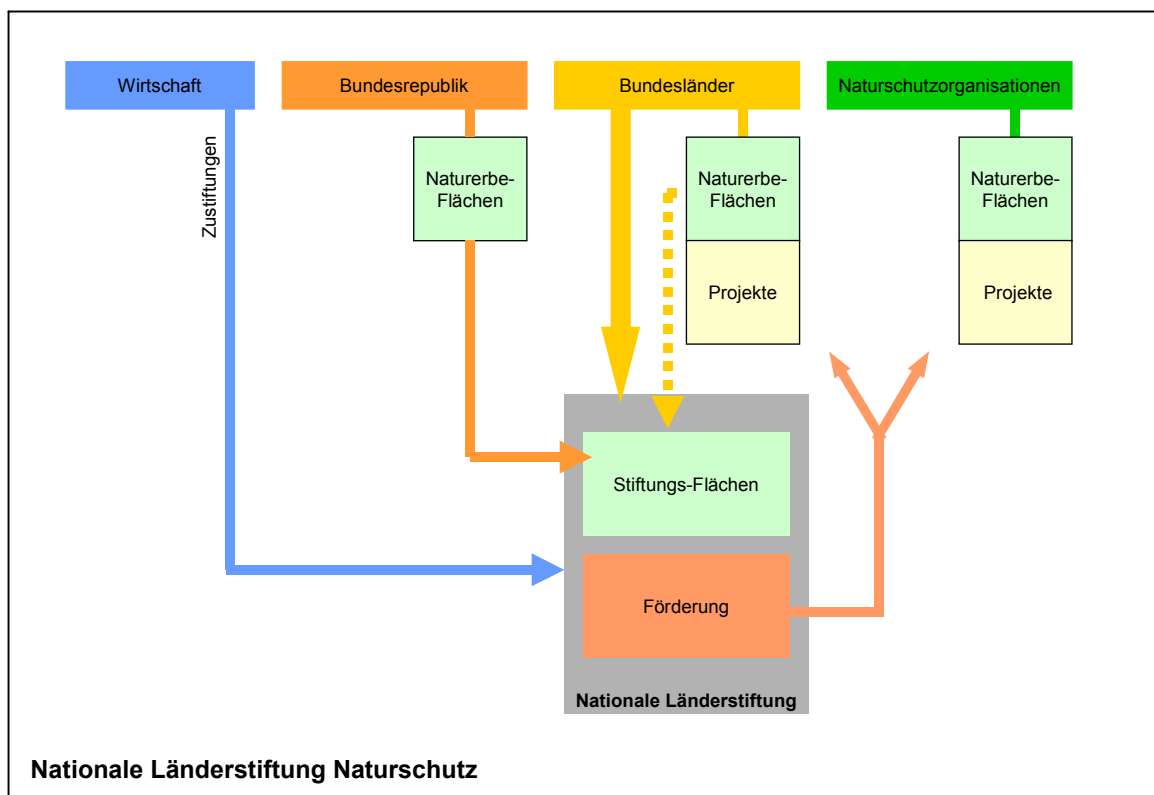 Wirtschaft
Bundesrepublik
Bundesländer
Naturschutzorganisationen
Zustiftungen
Naturerbe-
Flächen
Naturerbe-
Flächen
Naturerbe-
Flächen
Projekte
Projekte
Stiftungs-Flächen
Förderung
Nationale Länderstiftung
Nationale Länderstiftung Naturschutz